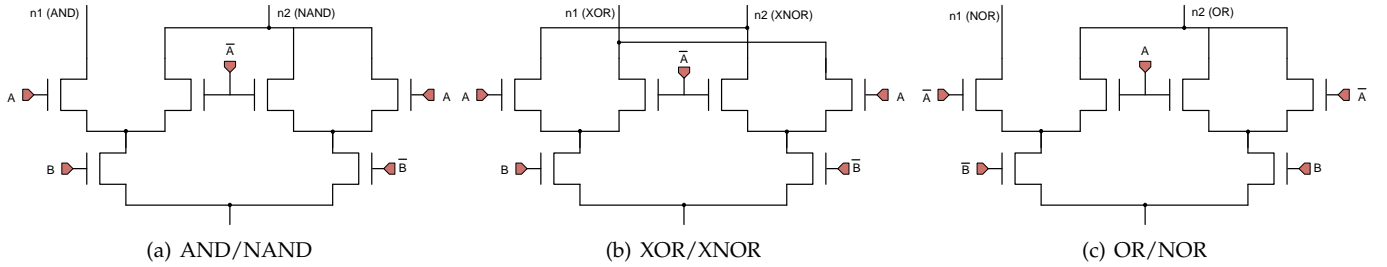 n1 (AND)
n2 (NAND)
A̅
A
A
B
B̅
(a) AND/NAND
n1 (XOR)
n2 (XNOR)
A̅
A
A
B
B̅
(b) XOR/XNOR
n1 (NOR)
n2 (OR)
A
A̅
A̅
B̅
B
(c) OR/NOR